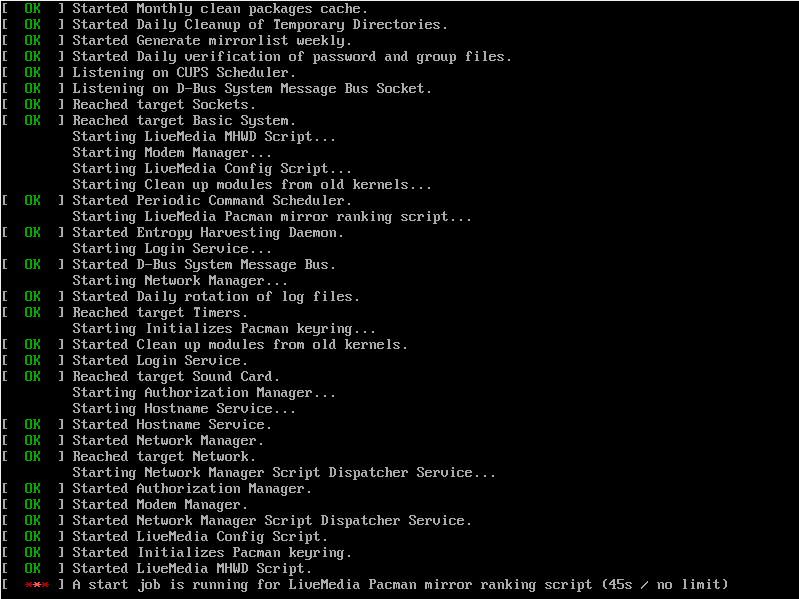 [  OK  ] Started Monthly clean packages cache.
[  OK  ] Started Daily Cleanup of Temporary Directories.
[  OK  ] Started Generate mirrorlist weekly.
[  OK  ] Started Daily verification of password and group files.
[  OK  ] Listening on CUPS Scheduler.
[  OK  ] Listening on D-Bus System Message Bus Socket.
[  OK  ] Reached target Sockets.
[  OK  ] Reached target Basic System.
         Starting LiveMedia MHWD Script...
         Starting Modem Manager...
         Starting LiveMedia Config Script...
         Starting Clean up modules from old kernels...
[  OK  ] Started Periodic Command Scheduler.
         Starting LiveMedia Pacman mirror ranking script...
[  OK  ] Started Entropy Harvesting Daemon.
         Starting Login Service...
[  OK  ] Started D-Bus System Message Bus.
         Starting Network Manager...
[  OK  ] Started Daily rotation of log files.
[  OK  ] Reached target Timers.
         Starting Initializes Pacman keyring...
[  OK  ] Started Clean up modules from old kernels.
[  OK  ] Started Login Service.
[  OK  ] Reached target Sound Card.
         Starting Authorization Manager...
         Starting Hostname Service...
[  OK  ] Started Hostname Service.
[  OK  ] Started Network Manager.
[  OK  ] Reached target Network.
         Starting Network Manager Script Dispatcher Service...
[  OK  ] Started Authorization Manager.
[  OK  ] Started Modem Manager.
[  OK  ] Started Network Manager Script Dispatcher Service.
[  OK  ] Started LiveMedia Config Script.
[  OK  ] Started Initializes Pacman keyring.
[  OK  ] Started LiveMedia MHWD Script.
[  *** ] A start job is running for LiveMedia Pacman mirror ranking script (45s / no limit)